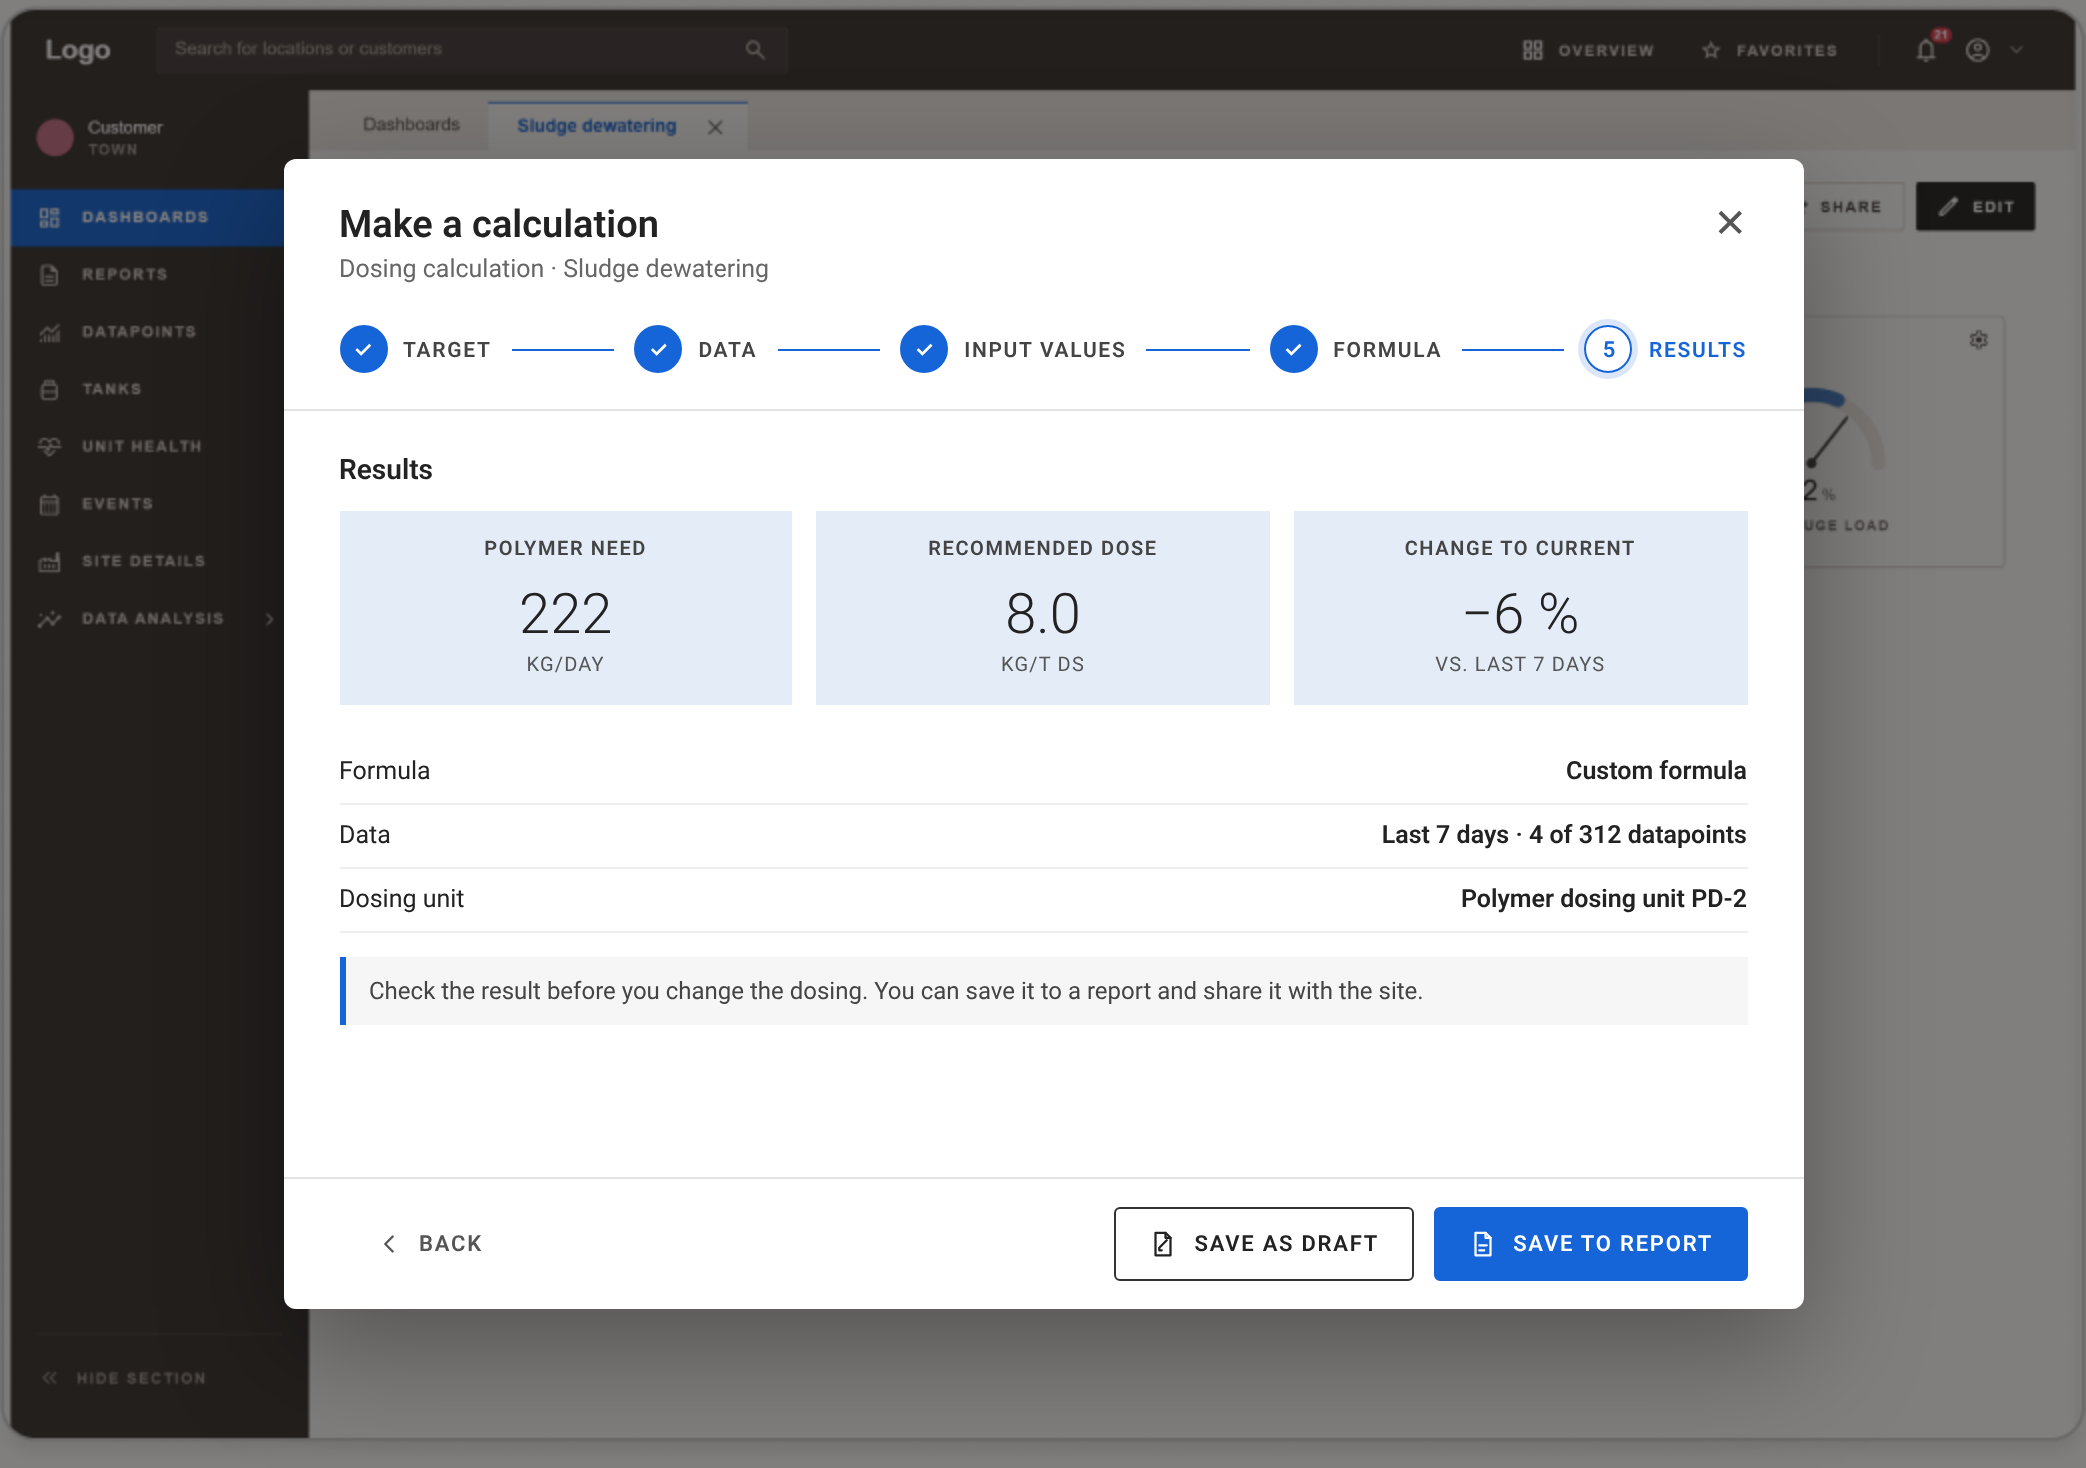 Logo
Search for locations or customers
OVERVIEW
FAVORITES
21
Customer
TOWN
Dashboards
Sludge dewatering
SHARE
EDIT
DASHBOARDS
REPORTS
DATAPOINTS
TANKS
UNIT HEALTH
EVENTS
SITE DETAILS
DATA ANALYSIS
HIDE SECTION
Make a calculation
Dosing calculation · Sludge dewatering
TARGET
DATA
INPUT VALUES
FORMULA
5
RESULTS
Results
POLYMER NEED
222
KG/DAY
RECOMMENDED DOSE
8.0
KG/T DS
CHANGE TO CURRENT
−6 %
VS. LAST 7 DAYS
Formula
Custom formula
Data
Last 7 days · 4 of 312 datapoints
Dosing unit
Polymer dosing unit PD-2
Check the result before you change the dosing. You can save it to a report and share it with the site.
BACK
SAVE AS DRAFT
SAVE TO REPORT
2 %
LOAD